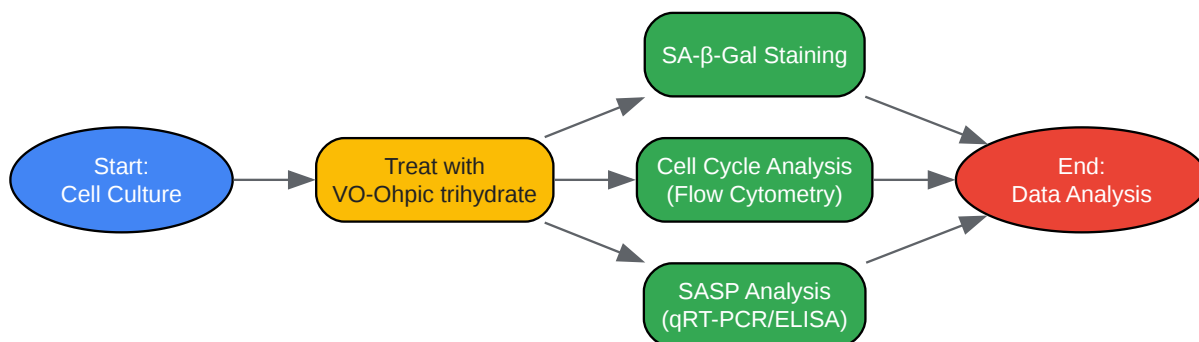 Start:
Cell Culture
Treat with
VO-Ohpic trihydrate
SA-β-Gal Staining
Cell Cycle Analysis
(Flow Cytometry)
SASP Analysis
(qRT-PCR/ELISA)
End:
Data Analysis